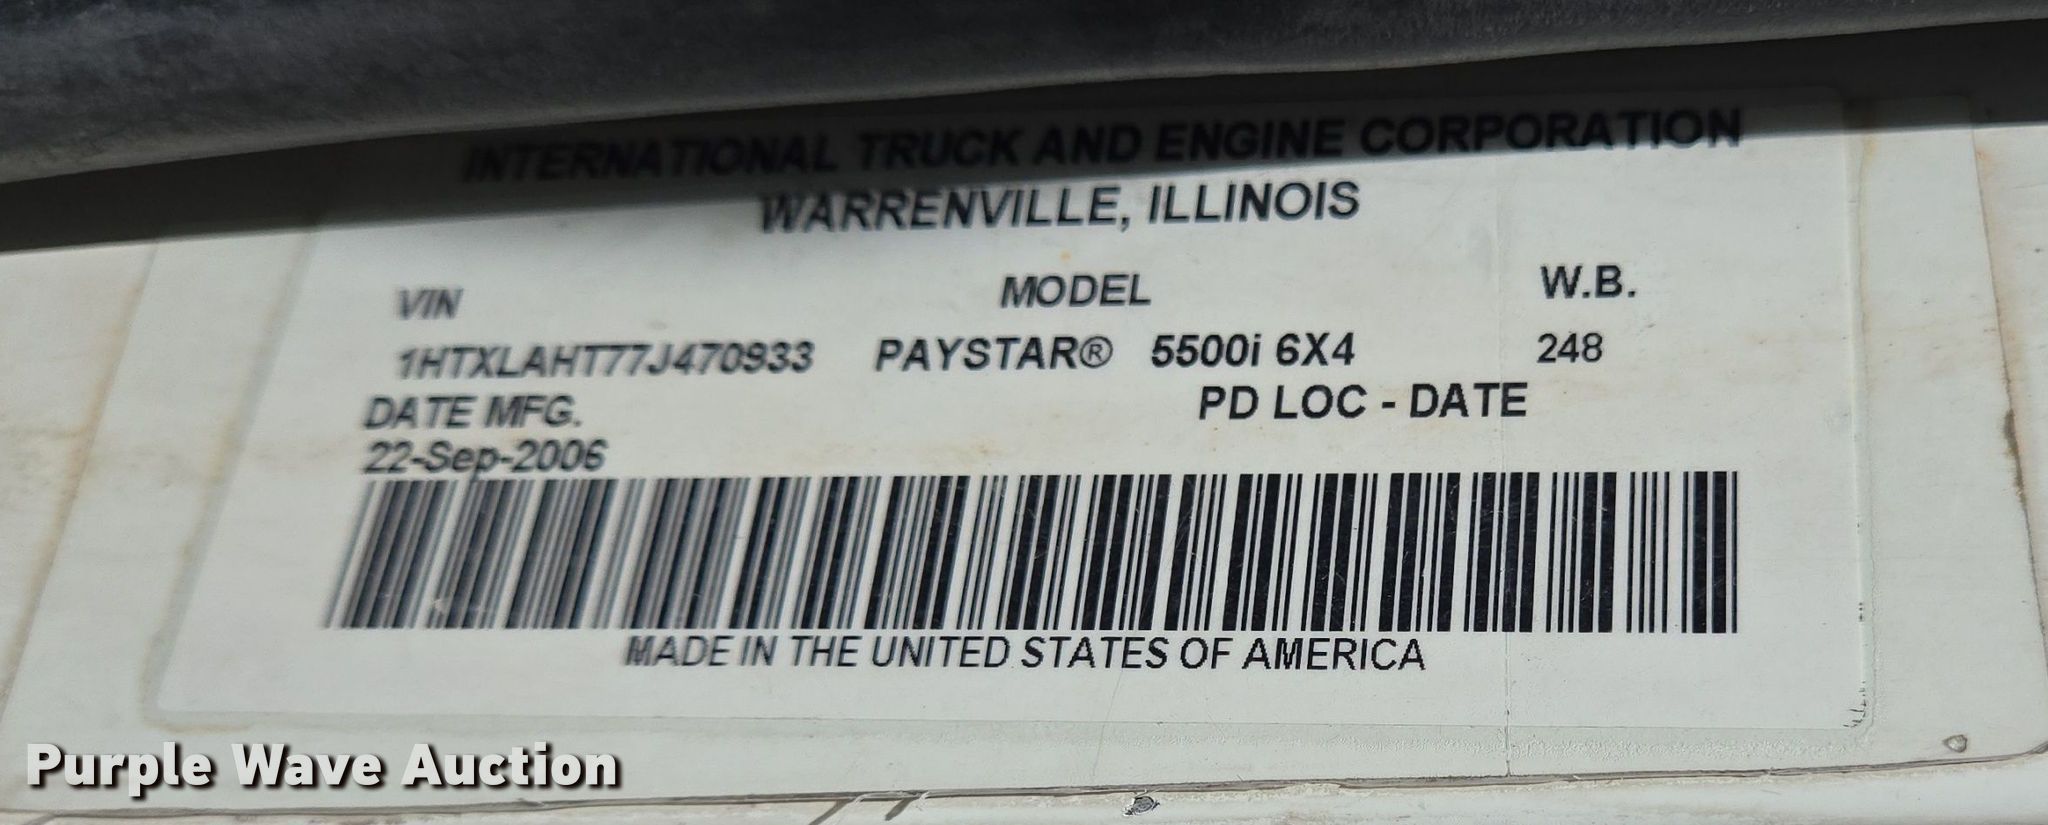 INTERNATIONAL TRUCK AND ENGINE CORPORATION
WARRENVILLE, ILLINOIS
VIN MODEL W.B.
1HTXLAHT77J470933 PAYSTAR® 5500i 6X4 248
DATE MFG. PD LOC - DATE
22-Sep-2006
MADE IN THE UNITED STATES OF AMERICA
Purple Wave Auction